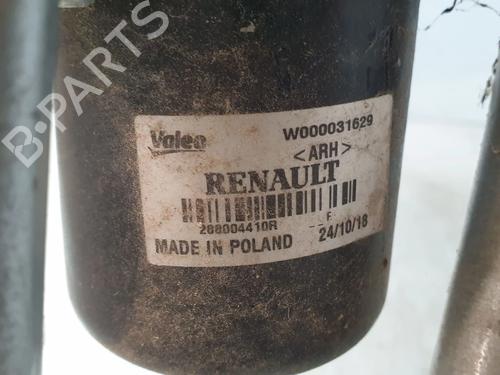 B-PARTS
Valeo
W000031629
<ARH>
RENAULT
288004410R
F
MADE IN POLAND
24/10/18